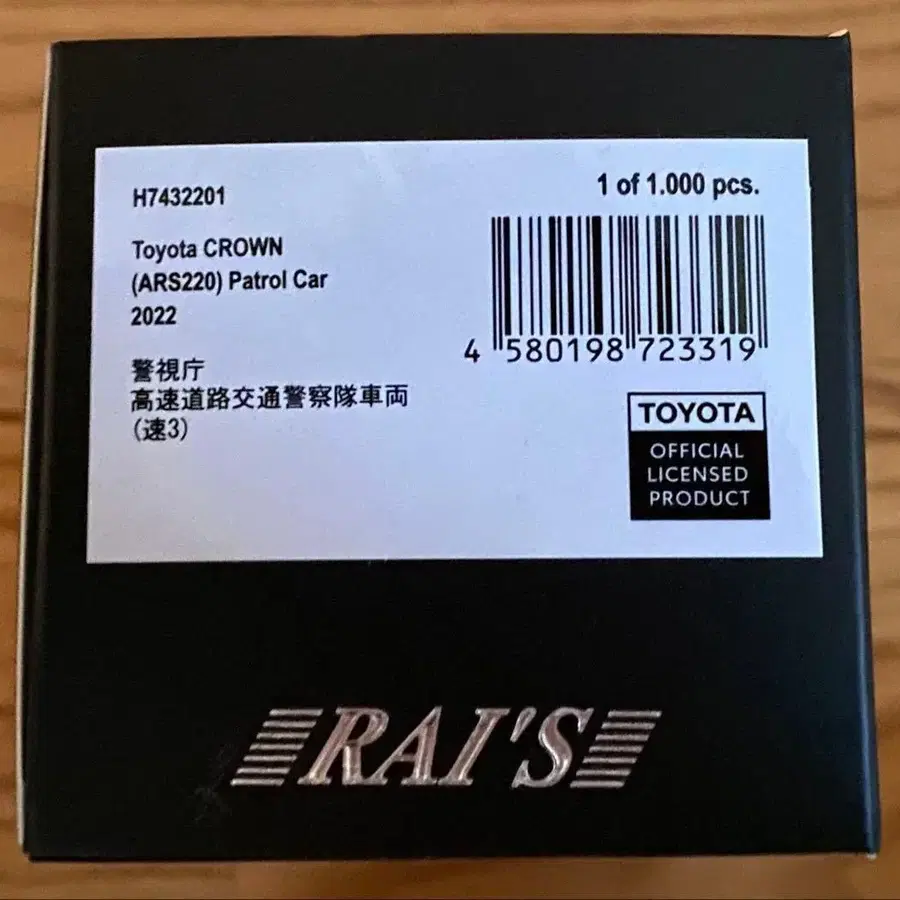 H7432201
1 of 1.000 pcs.
Toyota CROWN
(ARS220) Patrol Car
2022
4 580198 723319
警視庁
高速道路交通警察隊車両
(速3)
TOYOTA
OFFICIAL
LICENSED
PRODUCT
RAI'S